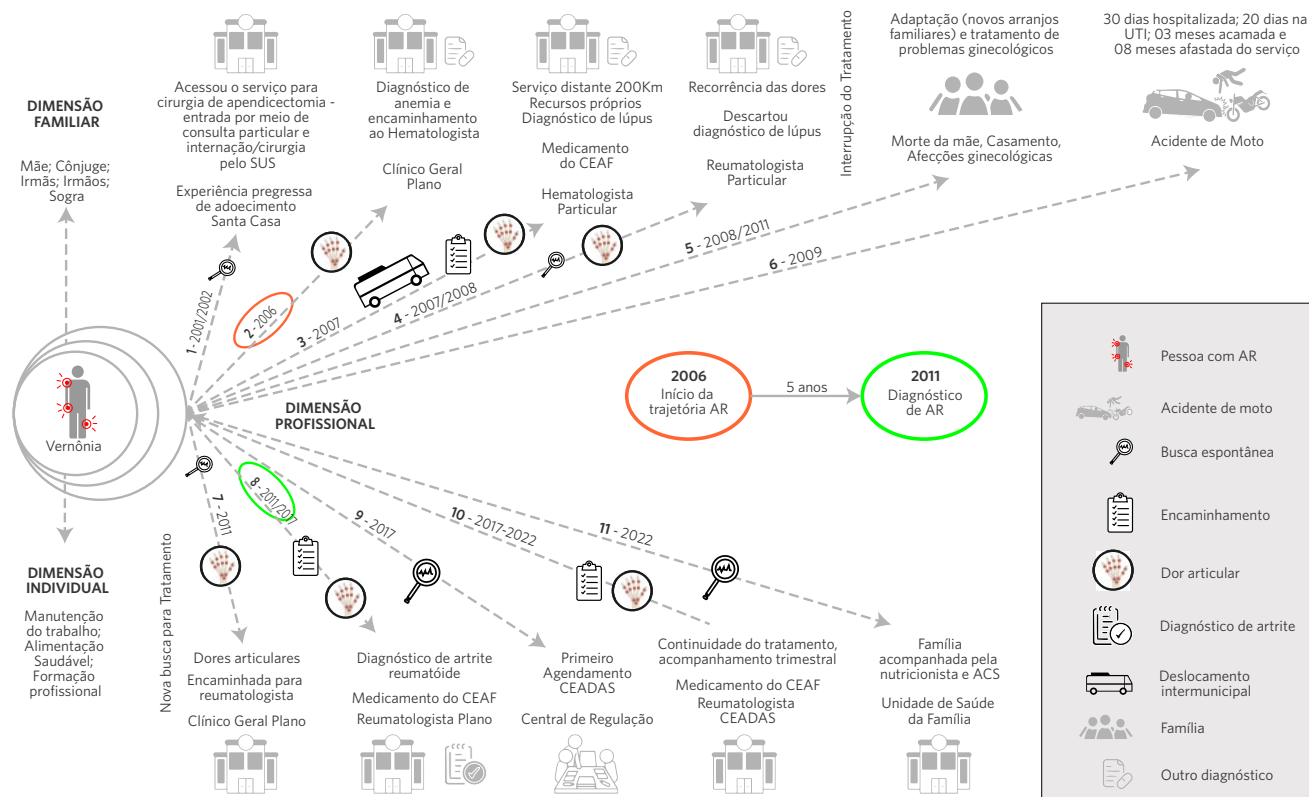 DIMENSÃO
FAMILIAR
Mãe; Cônjuge;
Irmãs; Irmãos;
Sogra
Acessou o serviço para
cirurgia de apendicectomia -
entrada por meio de
consulta particular e
internação/cirurgia
pelo SUS
Experiência pregressa
de adoecimento
Santa Casa
Diagnóstico de
anemia e
encaminhamento
ao Hematologista
Clínico Geral
Plano
Serviço distante 200Km
Recursos próprios
Diagnóstico de lúpus
Medicamento
do CEAF
Hematologista
Particular
Recorrência das dores
Descartou
diagnóstico de lúpus
Reumatologista
Particular
Interrupção do Tratamento
Adaptação (novos arranjos
familiares) e tratamento de
problemas ginecológicos
Morte da mãe, Casamento,
Afecções ginecológicas
30 dias hospitalizada; 20 dias na
UTI; 03 meses acamada e
08 meses afastada do serviço
Acidente de Moto
1 - 2001/2002
2 - 2006
3 - 2007
4 - 2007/2008
5 - 2008/2011
6 - 2009
Vernônia
DIMENSÃO
PROFISSIONAL
2006
Início da
trajetória AR
5 anos
2011
Diagnóstico
de AR
7 - 2011
8 - 2011/2017
9 - 2017
10 - 2017-2022
11 - 2022
DIMENSÃO
INDIVIDUAL
Manutenção
do trabalho;
Alimentação
Saudável;
Formação
profissional
Nova busca para Tratamento
Dores articulares
Encaminhada para
reumatologista
Clínico Geral Plano
Diagnóstico de artrite
reumatóide
Medicamento do CEAF
Reumatologista Plano
Primeiro
Agendamento
CEADAS
Central de Regulação
Continuidade do tratamento,
acompanhamento trimestral
Medicamento do CEAF
Reumatologista
CEADAS
Família
acompanhada pela
nutricionista e ACS
Unidade de Saúde
da Família
Pessoa com AR
Acidente de moto
Busca espontânea
Encaminhamento
Dor articular
Diagnóstico de artrite
Deslocamento
intermunicipal
Família
Outro diagnóstico